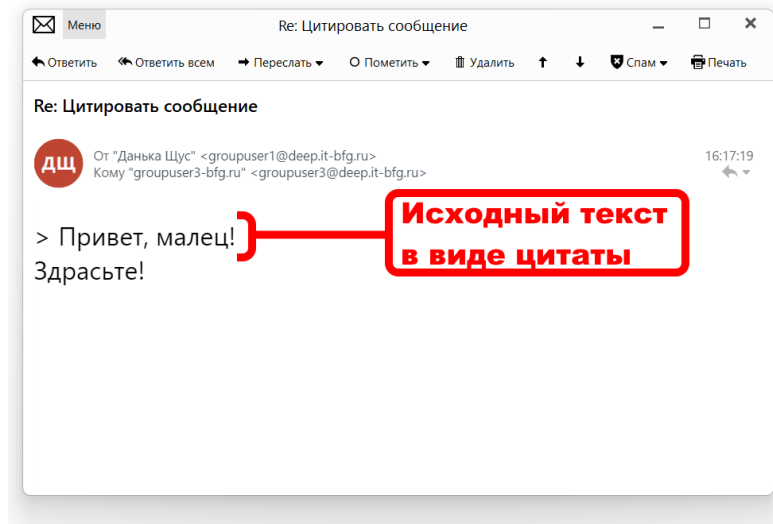 Меню
Re: Цитировать сообщение
Ответить
Ответить всем
Переслать
Пометить
Удалить
Спам
Печать
Re: Цитировать сообщение
ДЩ
От "Данька Щус" <groupuser1@deep.it-bfg.ru>
16:17:19
Кому "groupuser3-bfg.ru" <groupuser3@deep.it-bfg.ru>
> Привет, малец!
Здрасьте!
Исходный текст
в виде цитаты